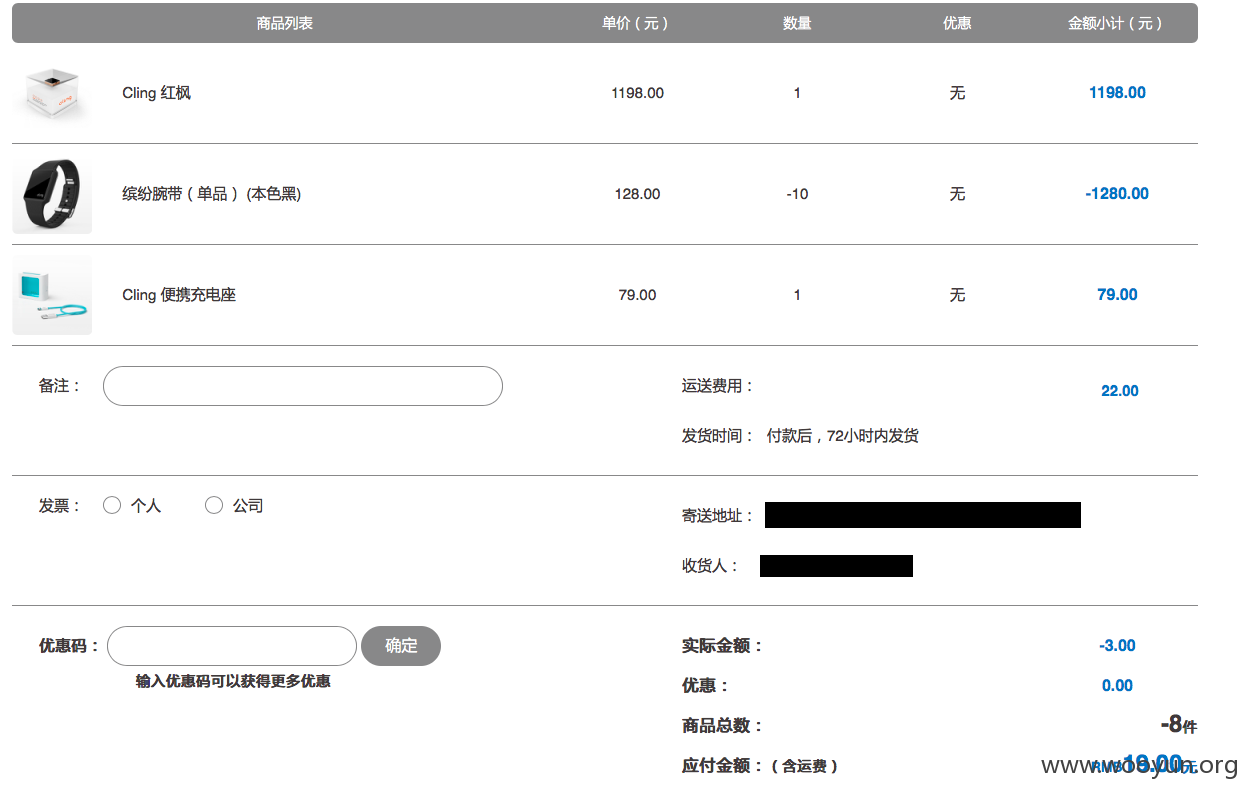 商品列表 单价（元） 数量 优惠 金额小计（元）
Cling 红枫 1198.00 1 无 1198.00
缤纷腕带（单品）(本色黑) 128.00 -10 无 -1280.00
Cling 便携充电座 79.00 1 无 79.00
备注： 运送费用： 22.00
发货时间： 付款后，72小时内发货
发票： 个人 公司
寄送地址：
收货人：
优惠码： 确定 实际金额： -3.00
输入优惠码可以获得更多优惠 优惠： 0.00
商品总数： -8件
应付金额：（含运费） RMB 19.00元
www.wooyun.org